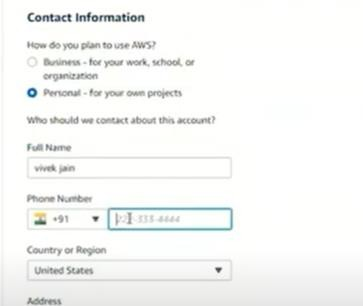 Contact Information
How do you plan to use AWS?
Business - for your work, school, or
organization
Personal - for your own projects
Who should we contact about this account?
Full Name
vivek jain
Phone Number
+91
222-333-4444
Country or Region
United States
Address